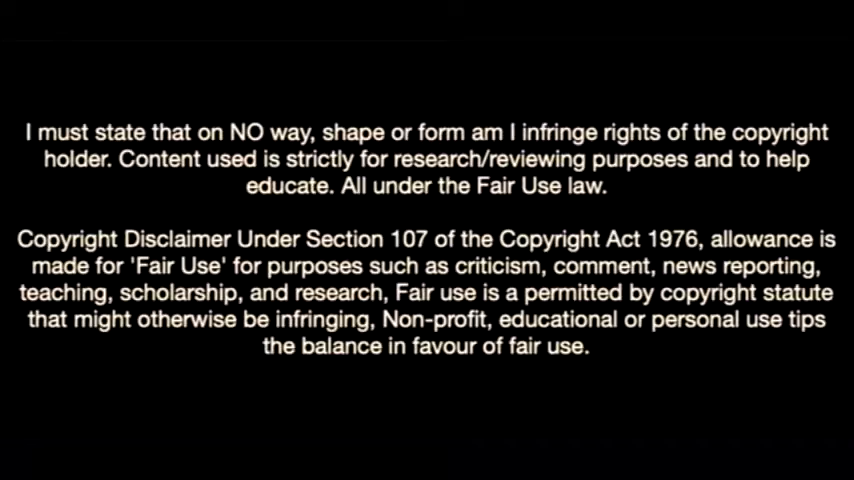 I must state that on NO way, shape or form am I infringe rights of the copyright
holder. Content used is strictly for research/reviewing purposes and to help
educate. All under the Fair Use law.
Copyright Disclaimer Under Section 107 of the Copyright Act 1976, allowance is
made for 'Fair Use' for purposes such as criticism, comment, news reporting,
teaching, scholarship, and research, Fair use is a permitted by copyright statute
that might otherwise be infringing, Non-profit, educational or personal use tips
the balance in favour of fair use.